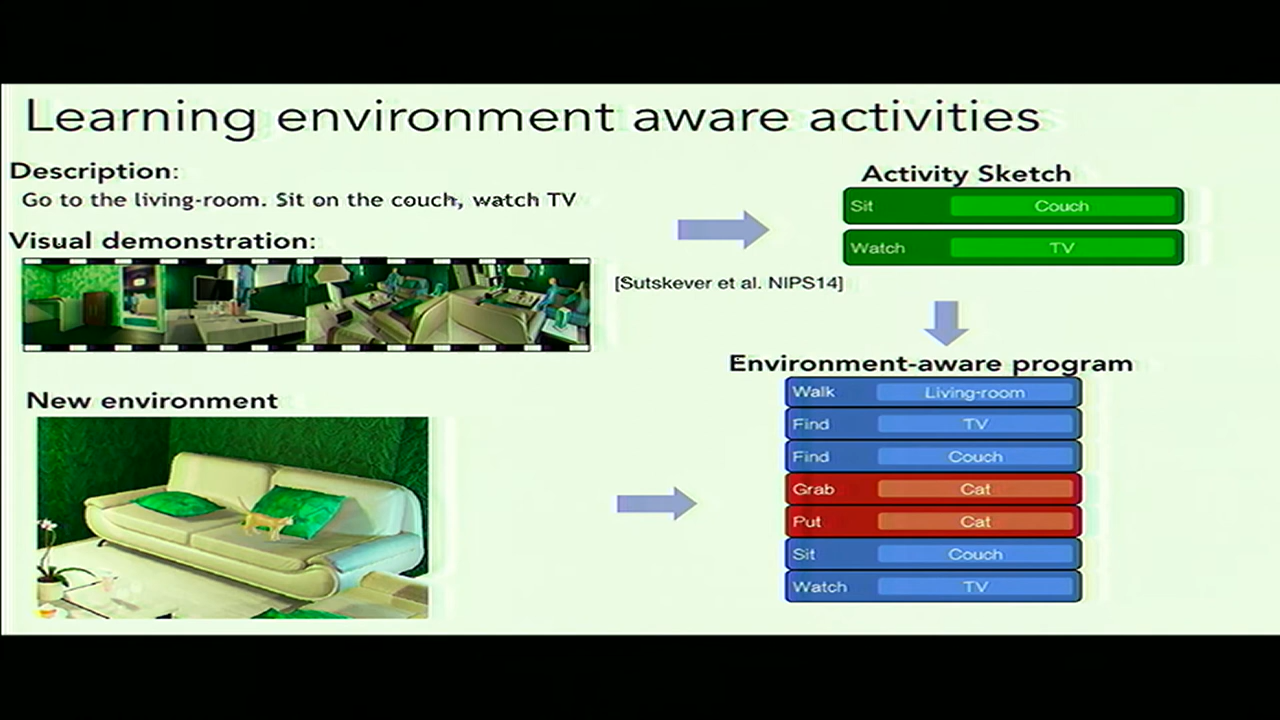 Learning environment aware activities
Description:
Go to the living-room. Sit on the couch, watch TV
Visual demonstration:
[Sutskever et al. NIPS14]
Activity Sketch
Sit Couch
Watch TV
New environment
Environment-aware program
Walk Living-room
Find TV
Find Couch
Grab Cat
Put Cat
Sit Couch
Watch TV